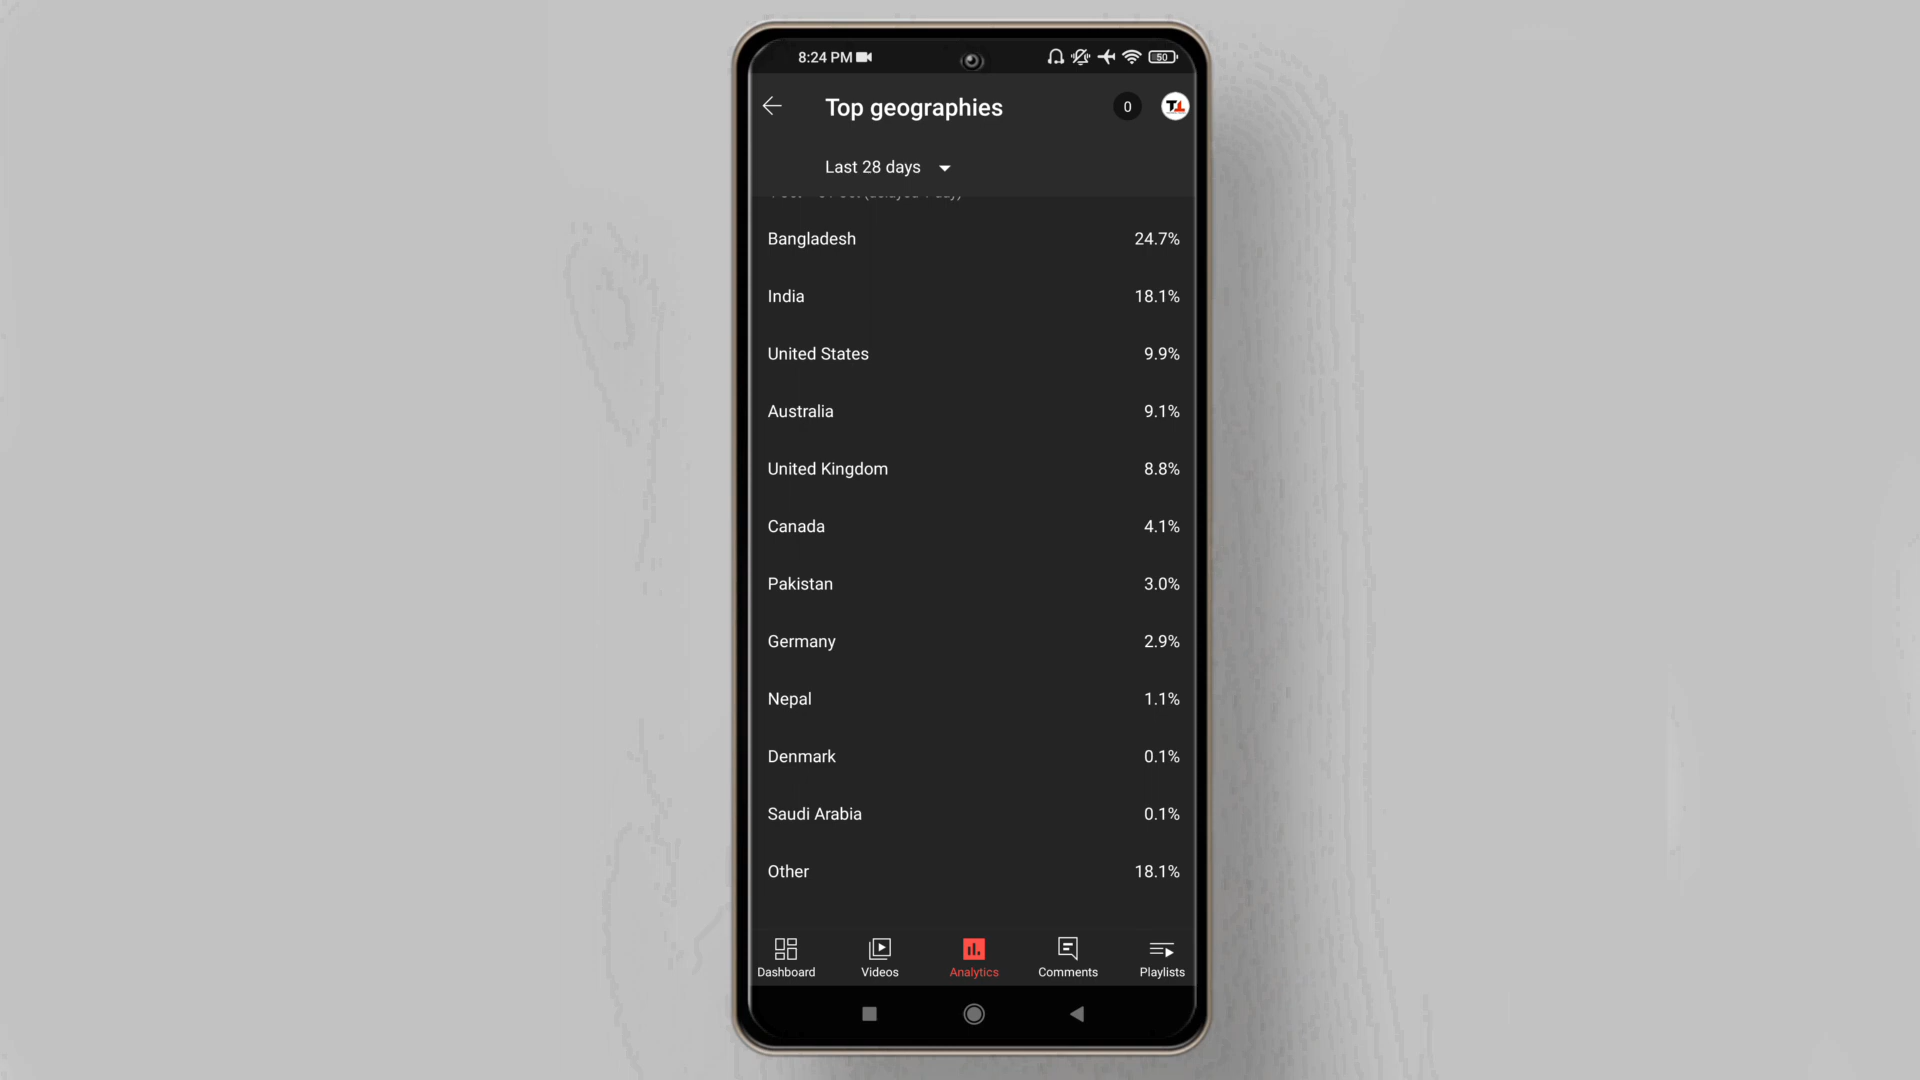 8:24 PM
50
Top geographies
0
TL
Last 28 days
Bangladesh 24.7%
India 18.1%
United States 9.9%
Australia 9.1%
United Kingdom 8.8%
Canada 4.1%
Pakistan 3.0%
Germany 2.9%
Nepal 1.1%
Denmark 0.1%
Saudi Arabia 0.1%
Other 18.1%
Dashboard Videos Analytics Comments Playlists